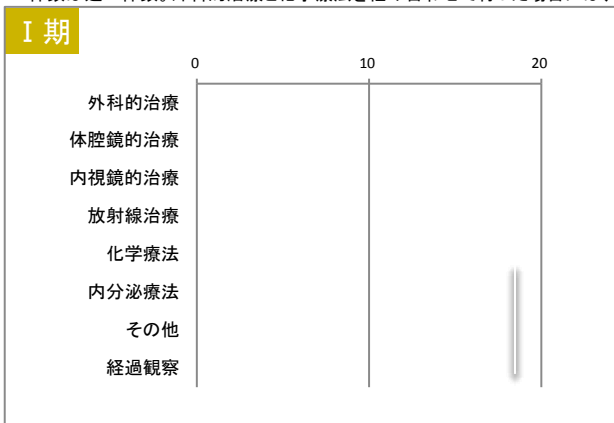 Ⅰ期
0 10 20
外科的治療
体腔鏡的治療
内視鏡的治療
放射線治療
化学療法
内分泌療法
その他
経過観察